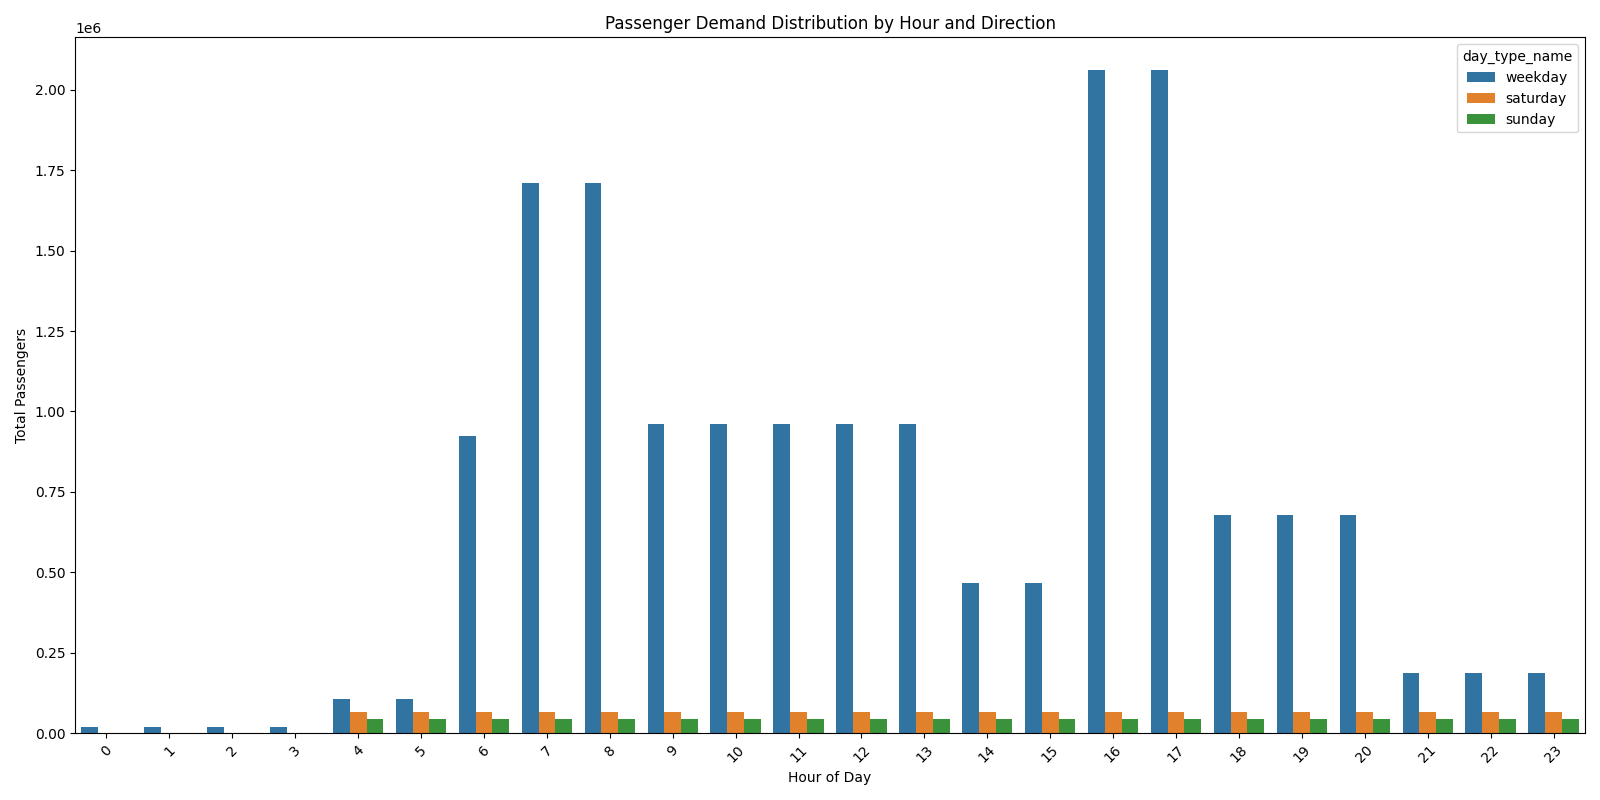 Passenger Demand Distribution by Hour and Direction
1e6
day_type_name
weekday
saturday
sunday
2.00
1.75
1.50
1.25
1.00
0.75
0.50
0.25
0.00
Total Passengers
0 1 2 3 4 5 6 7 8 9 10 11 12 13 14 15 16 17 18 19 20 21 22 23
Hour of Day